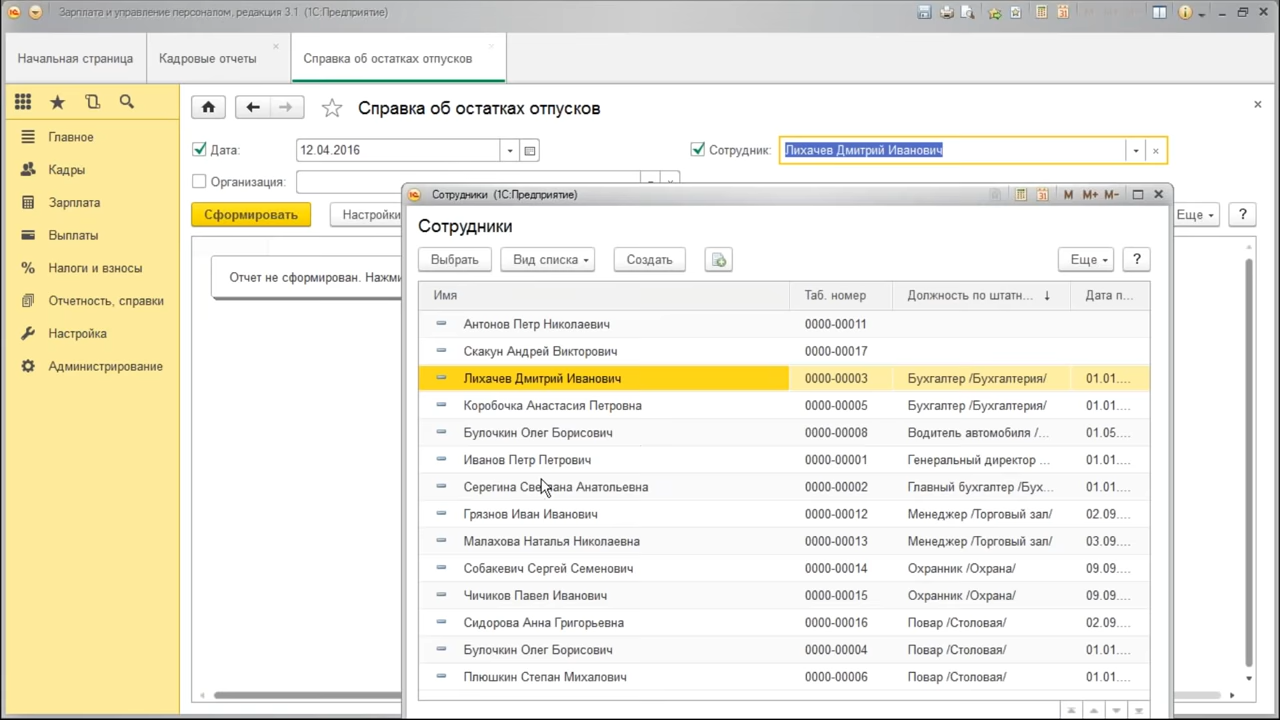 Зарплата и управление персоналом, редакция 3.1 (1С:Предприятие)
Начальная страница
Кадровые отчеты
Справка об остатках отпусков
Главное
Кадры
Зарплата
Выплаты
Налоги и взносы
Отчетность, справки
Настройка
Администрирование
Справка об остатках отпусков
Дата: 12.04.2016
Сотрудник: Лихачев Дмитрий Иванович
Организация:
Сформировать
Настройки
Еще
?
Отчет не сформирован. Нажми
Сотрудники (1С:Предприятие)
M M+ M-
Сотрудники
Выбрать Вид списка Создать Еще ?
Имя Таб. номер Должность по штатн... ↓ Дата п...
Антонов Петр Николаевич 0000-00011
Скакун Андрей Викторович 0000-00017
Лихачев Дмитрий Иванович 0000-00003 Бухгалтер /Бухгалтерия/ 01.01....
Коробочка Анастасия Петровна 0000-00005 Бухгалтер /Бухгалтерия/ 01.01....
Булочкин Олег Борисович 0000-00008 Водитель автомобиля /... 01.05....
Иванов Петр Петрович 0000-00001 Генеральный директор ... 01.01....
Серегина Светлана Анатольевна 0000-00002 Главный бухгалтер /Бух... 01.01....
Грязнов Иван Иванович 0000-00012 Менеджер /Торговый зал/ 02.09....
Малахова Наталья Николаевна 0000-00013 Менеджер /Торговый зал/ 03.09....
Собакевич Сергей Семенович 0000-00014 Охранник /Охрана/ 09.09....
Чичиков Павел Иванович 0000-00015 Охранник /Охрана/ 09.09....
Сидорова Анна Григорьевна 0000-00016 Повар /Столовая/ 02.09....
Булочкин Олег Борисович 0000-00004 Повар /Столовая/ 01.01....
Плюшкин Степан Михалович 0000-00006 Повар /Столовая/ 01.01....